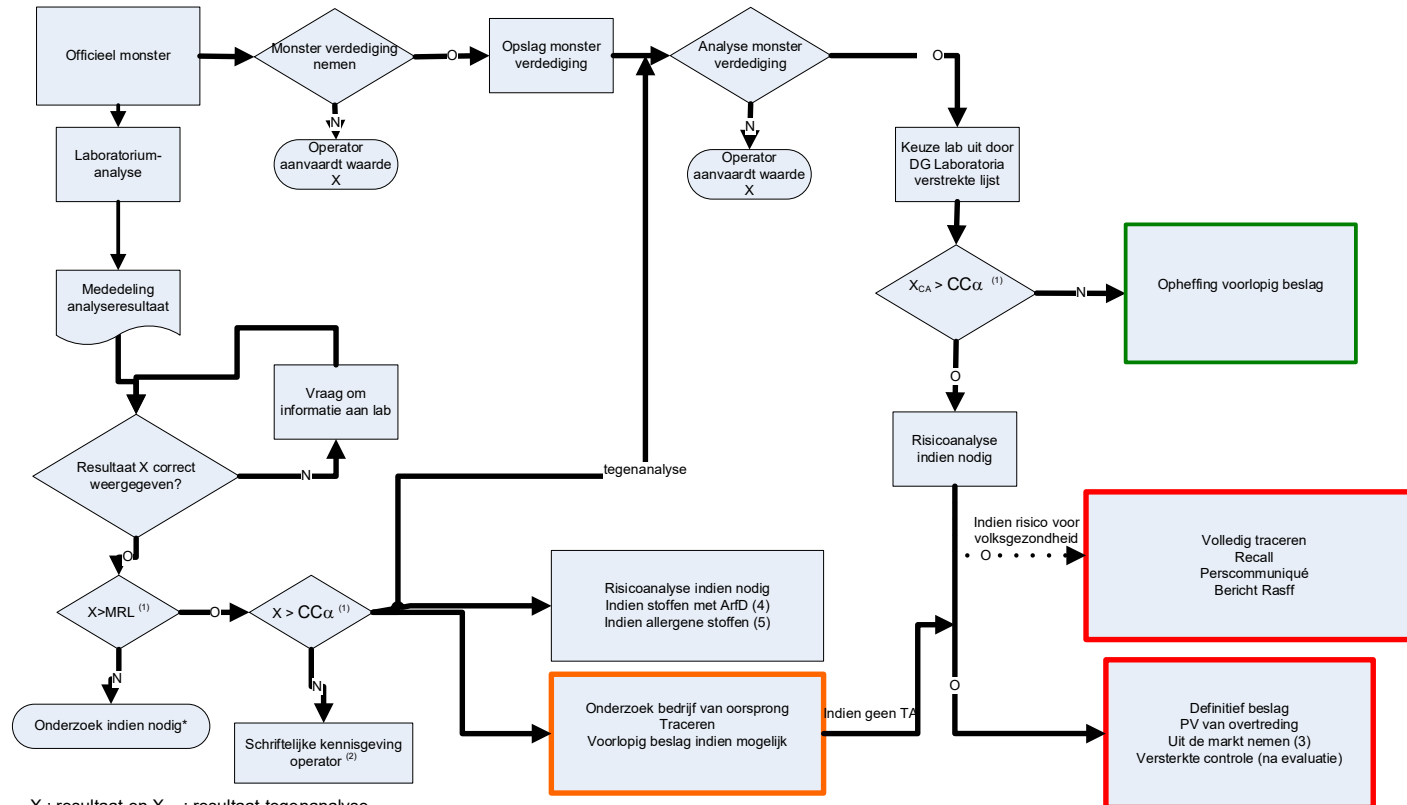 Officieel monster
Monster verdediging
nemen
O
Opslag monster
verdediging
Analyse monster
verdediging
O
N
Operator
aanvaardt waarde
X
N
Operator
aanvaardt waarde
X
Laboratorium-
analyse
Keuze lab uit door
DG Laboratoria
verstrekte lijst
Mededeling
analyseresultaat
XCA > CCα (1)
N
Opheffing voorlopig beslag
O
Vraag om
informatie aan lab
Risicoanalyse
indien nodig
Resultaat X correct
weergegeven?
N
tegenanalyse
Indien risico voor
volksgezondheid
O
Volledig traceren
Recall
Perscommuniqué
Bericht Rasff
O
X>MRL (1)
O
X > CCα (1)
Risicoanalyse indien nodig
Indien stoffen met ArfD (4)
Indien allergene stoffen (5)
N
N
O
Onderzoek indien nodig*
Schriftelijke kennisgeving
operator (2)
Onderzoek bedrijf van oorsprong
Traceren
Voorlopig beslag indien mogelijk
Indien geen TA
Definitief beslag
PV van overtreding
Uit de markt nemen (3)
Versterkte controle (na evaluatie)
X : resultaat en X : resultaat tegenanalyse